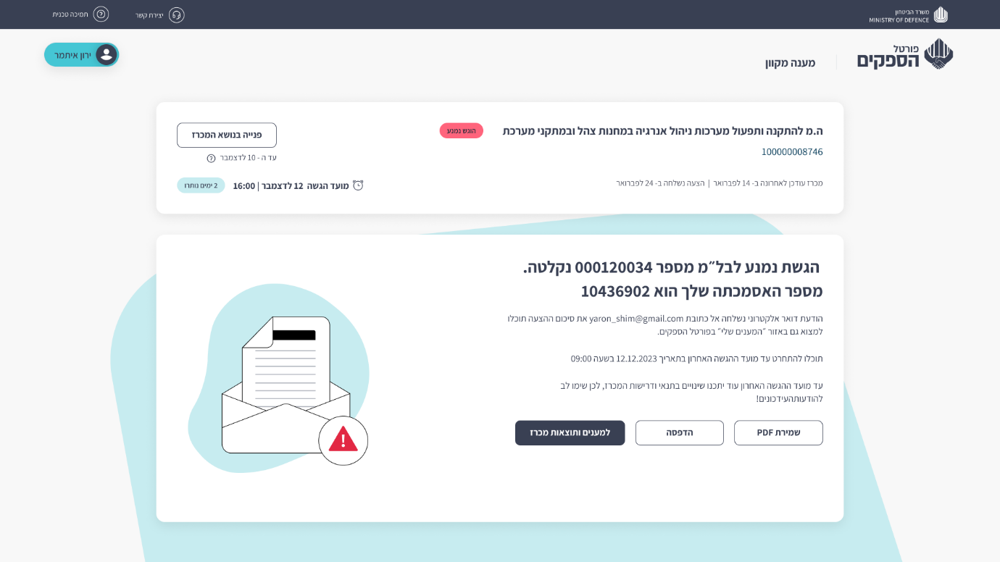 משרד הביטחון
MINISTRY OF DEFENCE
יצירת קשר
תמיכה טכנית
פורטל
הספקים
מענה מקוון
ירון איתמר
ה.מ להתקנה ותפעול מערכות ניהול אנרגיה במחנות צהל ובמתקני מערכת
הוגש נמנע
100000008746
מכרז עודכן לאחרונה ב- 14 לפברואר | הצעה נשלחה ב- 24 לפברואר
פנייה בנושא המכרז
עד ה - 10 לדצמבר
מועד הגשה 12 לדצמבר | 16:00
2 ימים נותרו
הגשת נמנע לבל״מ מספר 000120034 נקלטה.
מספר האסמכתה שלך הוא 10436902
הודעת דואר אלקטרוני נשלחה אל כתובת yaron_shim@gmail.com את סיכום ההצעה תוכלו
למצוא גם באזור ״המענים שלי״ בפורטל הספקים.
תוכלו להתחרט עד מועד ההגשה האחרון בתאריך 12.12.2023 בשעה 09:00
עד מועד ההגשה האחרון עוד יתכנו שינויים בתנאי ודרישות המכרז, לכן שימו לב
להודעותהעידכונים!
שמירת PDF
הדפסה
למענים ותוצאות מכרז